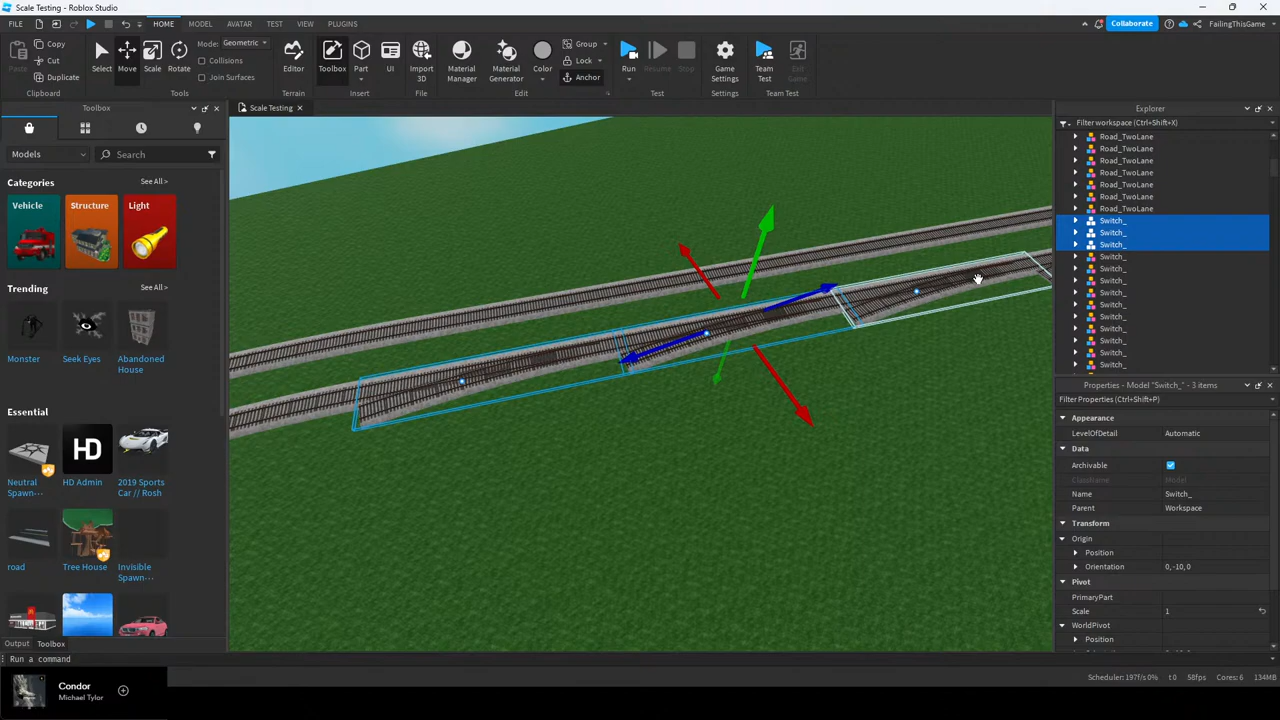 Scale Testing - Roblox Studio
FILE HOME MODEL AVATAR TEST VIEW PLUGINS Collaborate FailingThisGame
Copy
Cut
Duplicate
Paste
Select Move Scale Rotate
Mode: Geometric
Collisions
Join Surfaces
Editor
Toolbox Part UI
Import 3D
Material Manager
Material Generator
Color
Group
Lock
Anchor
Run Resume Stop
Game Settings
Team Test
Exit Game
Clipboard Tools Terrain Insert File Edit Test Settings Team Test
Toolbox
Scale Testing
Explorer
Filter workspace (Ctrl+Shift+X)
Models Search
Categories See All >
Vehicle Structure Light
Trending See All >
Monster Seek Eyes Abandoned House
Essential See All >
Neutral Spawn··· HD Admin 2019 Sports Car // Rosh
road Tree House Invisible Spawn···
Output Toolbox
Run a command
Road_TwoLane
Road_TwoLane
Road_TwoLane
Road_TwoLane
Road_TwoLane
Road_TwoLane
Road_TwoLane
Switch_
Switch_
Switch_
Switch_
Switch_
Switch_
Switch_
Switch_
Switch_
Switch_
Switch_
Switch_
Switch_
Properties - Model "Switch_" - 3 items
Filter Properties (Ctrl+Shift+P)
Appearance
LevelOfDetail Automatic
Data
Archivable
ClassName Model
Name Switch_
Parent Workspace
Transform
Origin
Position
Orientation 0,-10,0
Pivot
PrimaryPart
Scale 1
WorldPivot
Position
Scheduler: 197f/s 0% t:0 58fps Cores: 6 134MB
Condor
Michael Tylor